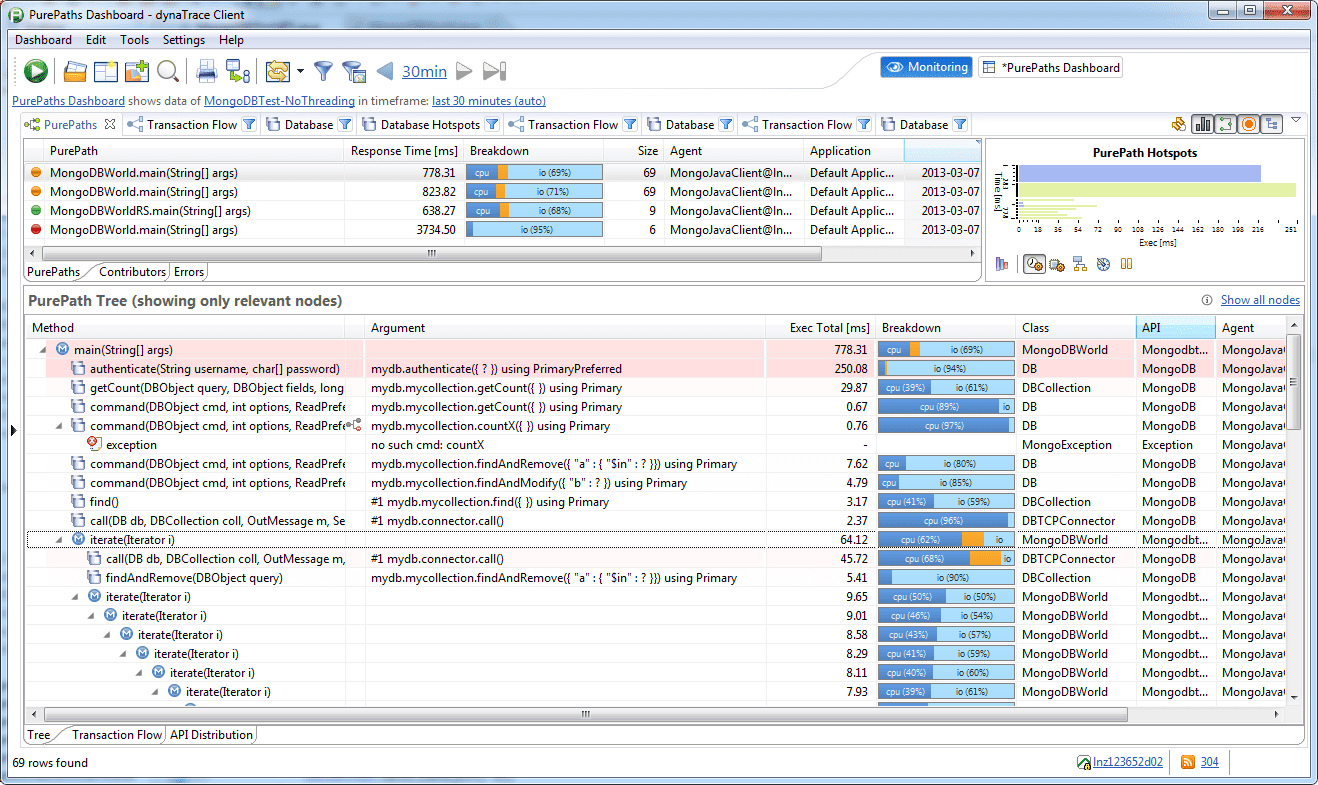 PurePaths Dashboard - dynaTrace Client
Dashboard Edit Tools Settings Help
30min Monitoring *PurePaths Dashboard
PurePaths Dashboard shows data of MongoDBTest-NoThreading in timeframe: last 30 minutes (auto)
PurePaths Transaction Flow Database Database Hotspots Transaction Flow Database Transaction Flow Database
PurePath Response Time [ms] Breakdown Size Agent Application
MongoDBWorld.main(String[] args) 778.31 cpu io (69%) 69 MongoJavaClient@In... Default Applic... 2013-03-07
MongoDBWorld.main(String[] args) 823.82 cpu io (71%) 69 MongoJavaClient@In... Default Applic... 2013-03-07
MongoDBWorldRS.main(String[] args) 638.27 cpu io (68%) 9 MongoJavaClient@In... Default Applic... 2013-03-07
MongoDBWorld.main(String[] args) 3734.50 io (95%) 6 MongoJavaClient@In... Default Applic... 2013-03-07
PurePaths Contributors Errors
PurePath Hotspots
Time [ms]
0 18 36 54 72 90 108 126 144 162 180 198 216 251
Exec [ms]
PurePath Tree (showing only relevant nodes) Show all nodes
Method Argument Exec Total [ms] Breakdown Class API Agent
main(String[] args) 778.31 cpu io (69%) MongoDBWorld Mongodbt... MongoJava
authenticate(String username, char[] password) mydb.authenticate({ ? }) using PrimaryPreferred 250.08 io (94%) DB MongoDB MongoJava
getCount(DBObject query, DBObject fields, long mydb.mycollection.getCount({ }) using Primary 29.87 cpu (39%) io (61%) DBCollection MongoDB MongoJava
command(DBObject cmd, int options, ReadPrefe mydb.mycollection.getCount({ }) using Primary 0.67 cpu (89%) io DB MongoDB MongoJava
command(DBObject cmd, int options, ReadPrefe mydb.mycollection.countX({ }) using Primary 0.76 cpu (97%) DB MongoDB MongoJava
exception no such cmd: countX - MongoException Exception MongoJava
command(DBObject cmd, int options, ReadPrefe mydb.mycollection.findAndRemove({ "a" : { "$in" : ? }}) using Primary 7.62 cpu io (80%) DB MongoDB MongoJava
command(DBObject cmd, int options, ReadPrefe mydb.mycollection.findAndModify({ "b" : ? }) using Primary 4.79 cpu io (85%) DB MongoDB MongoJava
find() #1 mydb.mycollection.find({ }) using Primary 3.17 cpu (41%) io (59%) DBCollection MongoDB MongoJava
call(DB db, DBCollection coll, OutMessage m, Se #1 mydb.connector.call() 2.37 cpu (96%) DBTCPConnector MongoDB MongoJava
iterate(Iterator i) 64.12 cpu (62%) io MongoDBWorld Mongodbt... MongoJava
call(DB db, DBCollection coll, OutMessage m, #1 mydb.connector.call() 45.72 cpu (68%) io DBTCPConnector MongoDB MongoJava
findAndRemove(DBObject query) mydb.mycollection.findAndRemove({ "a" : { "$in" : ? }}) using Primary 5.41 io (90%) DBCollection MongoDB MongoJava
iterate(Iterator i) 9.65 cpu (50%) io (50%) MongoDBWorld Mongodbt... MongoJava
iterate(Iterator i) 9.01 cpu (46%) io (54%) MongoDBWorld Mongodbt... MongoJava
iterate(Iterator i) 8.58 cpu (43%) io (57%) MongoDBWorld Mongodbt... MongoJava
iterate(Iterator i) 8.29 cpu (41%) io (59%) MongoDBWorld Mongodbt... MongoJava
iterate(Iterator i) 8.11 cpu (40%) io (60%) MongoDBWorld Mongodbt... MongoJava
iterate(Iterator i) 7.93 cpu (39%) io (61%) MongoDBWorld Mongodbt... MongoJava
Tree Transaction Flow API Distribution
69 rows found lnz123652d02 304